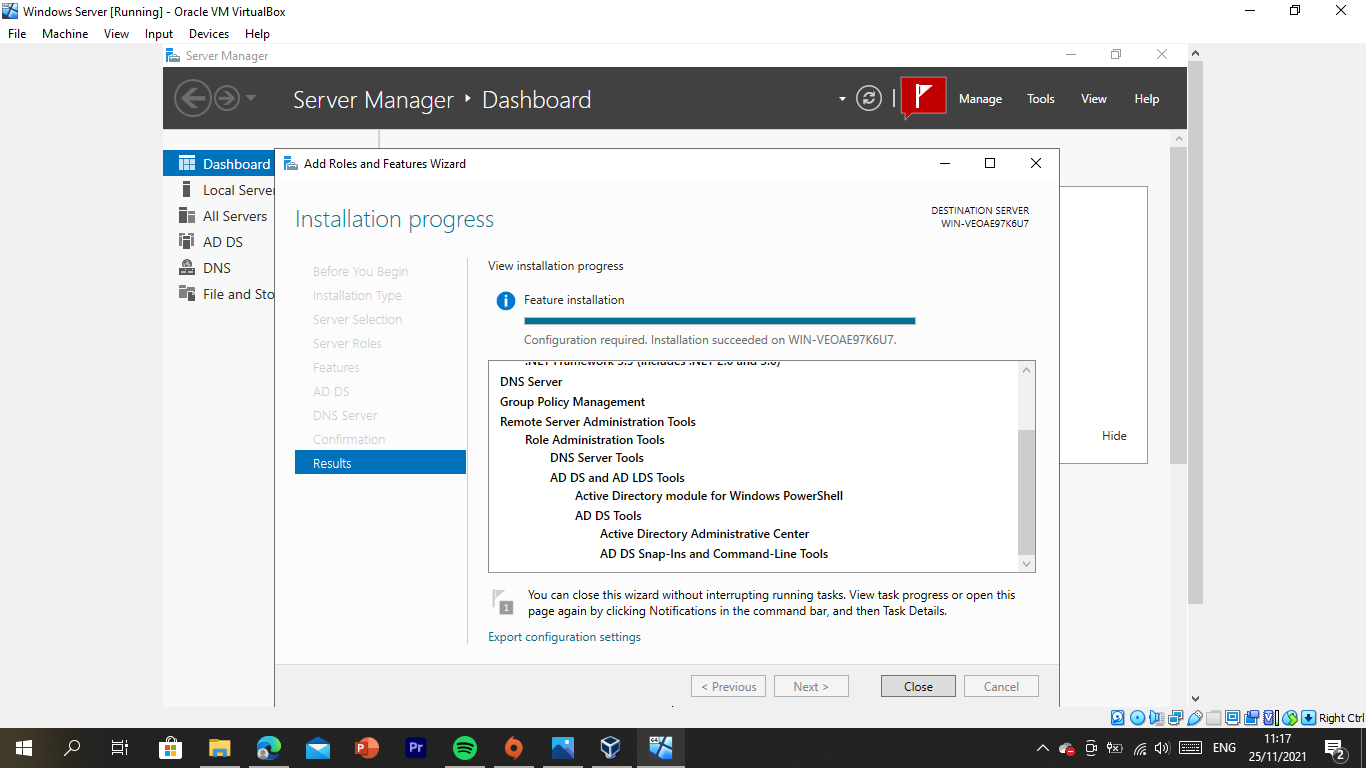 Windows Server [Running] - Oracle VM VirtualBox
File Machine View Input Devices Help
Server Manager
Server Manager Dashboard
Manage Tools View Help
Dashboard
Local Server
All Servers
AD DS
DNS
File and Sto
Add Roles and Features Wizard
Installation progress
DESTINATION SERVER
WIN-VEOAE97K6U7
Before You Begin
Installation Type
Server Selection
Server Roles
Features
AD DS
DNS Server
Confirmation
Results
View installation progress
Feature installation
Configuration required. Installation succeeded on WIN-VEOAE97K6U7.
.NET Framework 3.5 (includes .NET 2.0 and 3.0)
DNS Server
Group Policy Management
Remote Server Administration Tools
Role Administration Tools
DNS Server Tools
AD DS and AD LDS Tools
Active Directory module for Windows PowerShell
AD DS Tools
Active Directory Administrative Center
AD DS Snap-Ins and Command-Line Tools
1
You can close this wizard without interrupting running tasks. View task progress or open this
page again by clicking Notifications in the command bar, and then Task Details.
Export configuration settings
< Previous Next > Close Cancel
Hide
Right Ctrl
Pr
ENG
11:17
25/11/2021
2